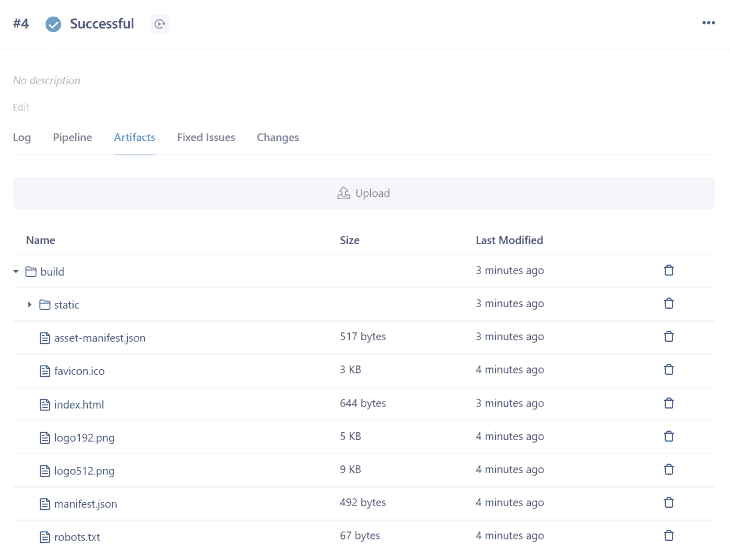 #4 Successful
No description
Edit
Log Pipeline Artifacts Fixed Issues Changes
Upload
Name Size Last Modified
build 3 minutes ago
static 3 minutes ago
asset-manifest.json 517 bytes 3 minutes ago
favicon.ico 3 KB 4 minutes ago
index.html 644 bytes 3 minutes ago
logo192.png 5 KB 4 minutes ago
logo512.png 9 KB 4 minutes ago
manifest.json 492 bytes 4 minutes ago
robots.txt 67 bytes 4 minutes ago